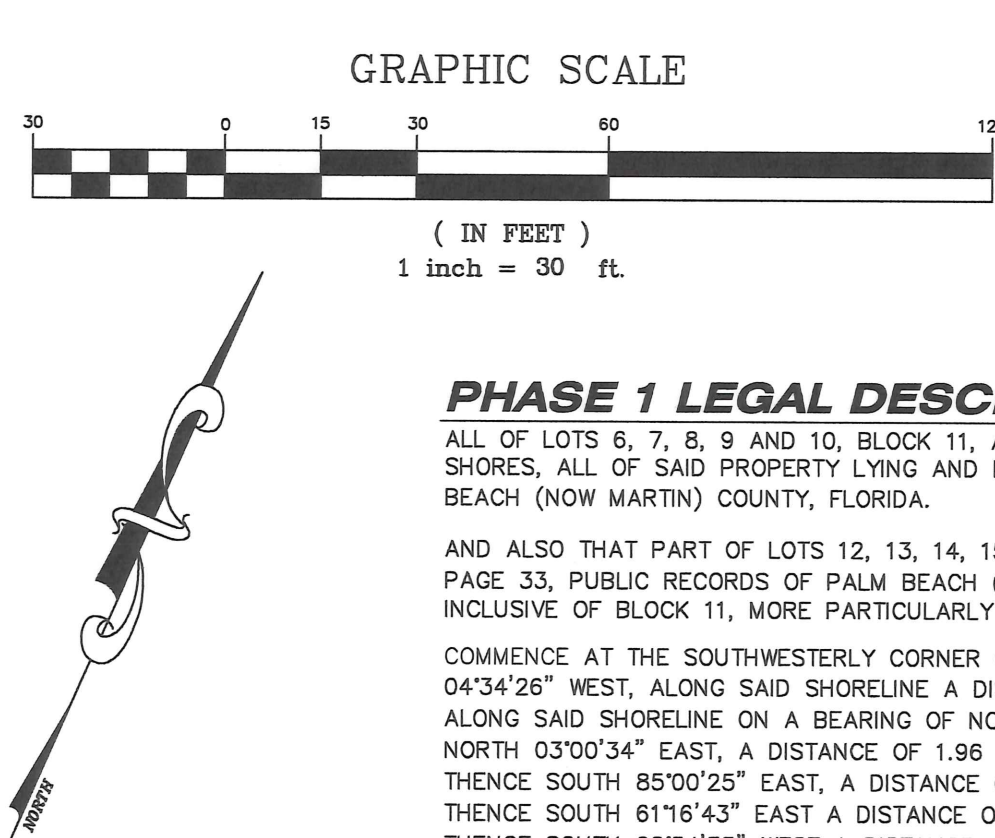 GRAPHIC SCALE
30 0 15 30 60 12
( IN FEET )
1 inch = 30 ft.
PHASE 1 LEGAL DESC
ALL OF LOTS 6, 7, 8, 9 AND 10, BLOCK 11,
SHORES, ALL OF SAID PROPERTY LYING AND
BEACH (NOW MARTIN) COUNTY, FLORIDA.
AND ALSO THAT PART OF LOTS 12, 13, 14, 15
PAGE 33, PUBLIC RECORDS OF PALM BEACH
INCLUSIVE OF BLOCK 11, MORE PARTICULARLY
COMMENCE AT THE SOUTHWESTERLY CORNER
04°34'26" WEST, ALONG SAID SHORELINE A DI
ALONG SAID SHORELINE ON A BEARING OF NO
NORTH 03°00'34" EAST, A DISTANCE OF 1.96
THENCE SOUTH 85°00'25" EAST, A DISTANCE
THENCE SOUTH 61°16'43" EAST A DISTANCE O
NORTH